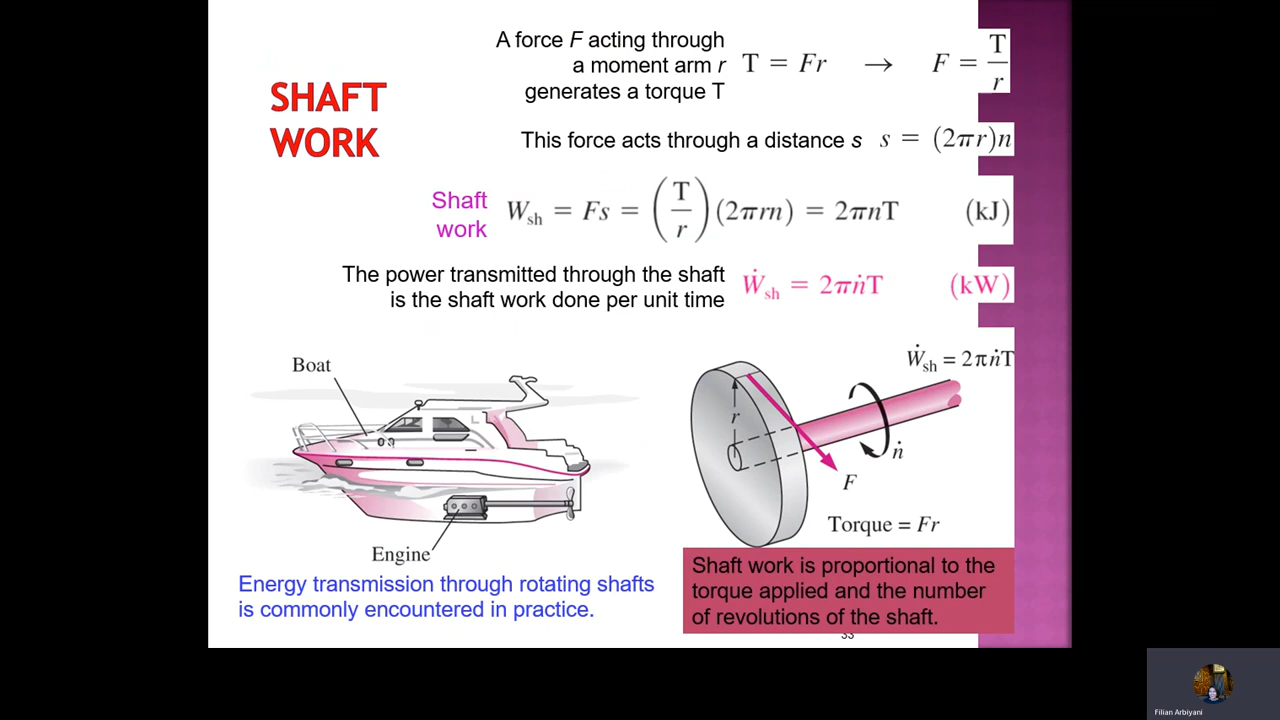 SHAFT
WORK
A force F acting through
a moment arm r
generates a torque T
T = Fr → F = T/r
This force acts through a distance s s = (2πr)n
Shaft
work
W_sh = Fs = (T/r)(2πrn) = 2πnT (kJ)
The power transmitted through the shaft
is the shaft work done per unit time
Ẇ_sh = 2πṅT (kW)
Boat
Engine
Energy transmission through rotating shafts
is commonly encountered in practice.
Ẇ_sh = 2πṅT
r
ṅ
F
Torque = Fr
Shaft work is proportional to the
torque applied and the number
of revolutions of the shaft.
33
Filian Arbiyani